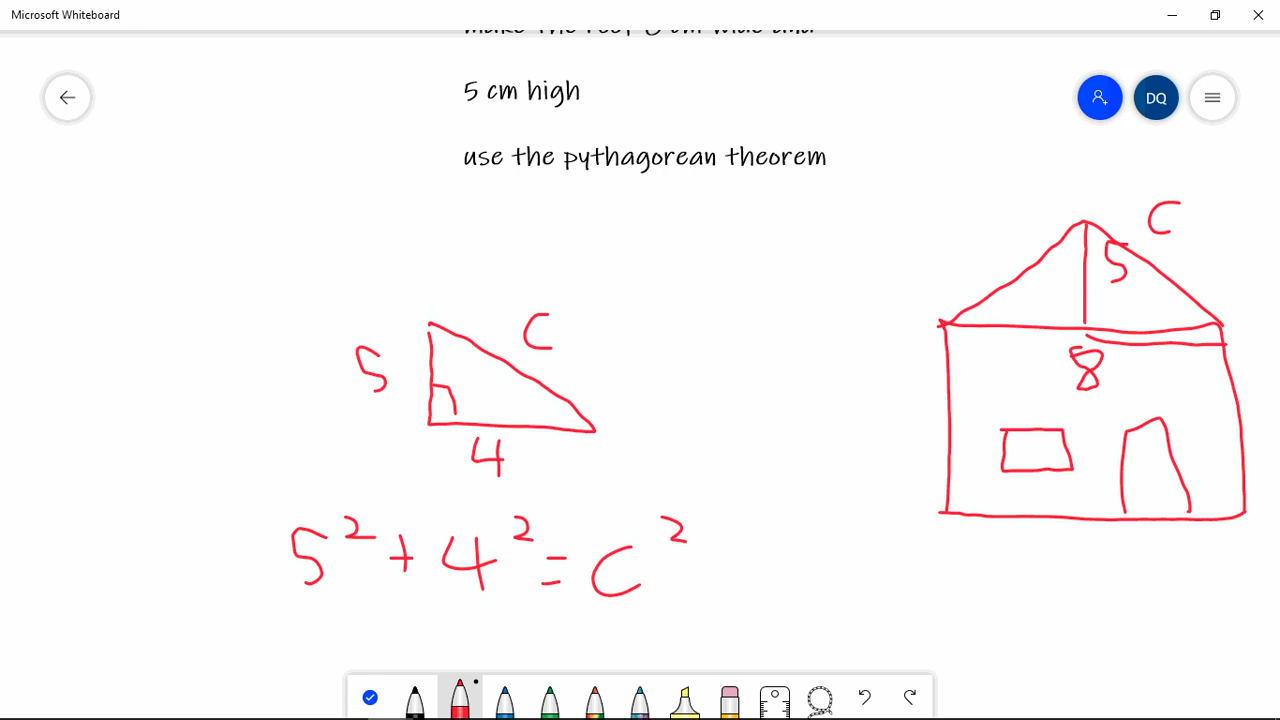 Microsoft Whiteboard
5 cm high
use the pythagorean theorem
DQ
C
5
8
C
5
4
5² + 4² = c²